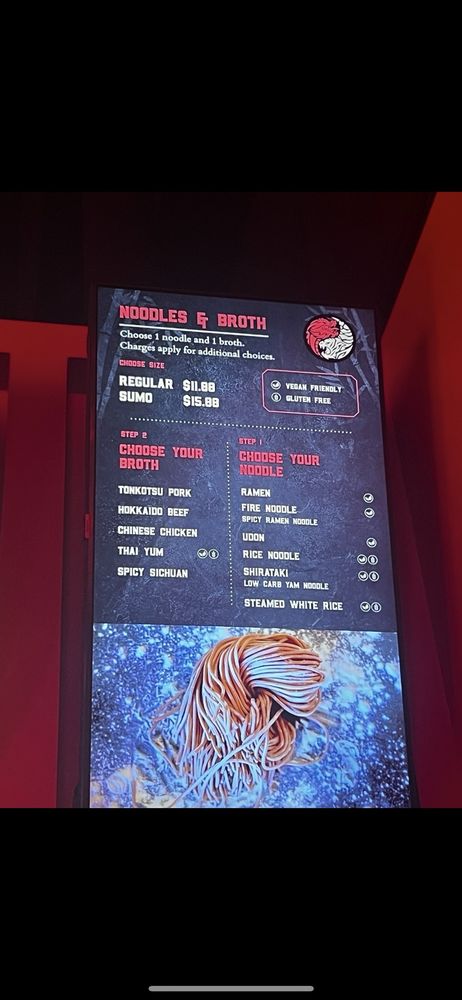 NOODLES & BROTH
Choose 1 noodle and 1 broth.
Charges apply for additional choices.
CHOOSE SIZE
REGULAR $11.88
SUMO $15.88
VEGAN FRIENDLY
GLUTEN FREE
STEP 2
CHOOSE YOUR
BROTH
TONKOTSU PORK
HOKKAIDO BEEF
CHINESE CHICKEN
THAI YUM
SPICY SICHUAN
STEP 1
CHOOSE YOUR
NOODLE
RAMEN
FIRE NOODLE
SPICY RAMEN NOODLE
UDON
RICE NOODLE
SHIRATAKI
LOW CARB YAM NOODLE
STEAMED WHITE RICE